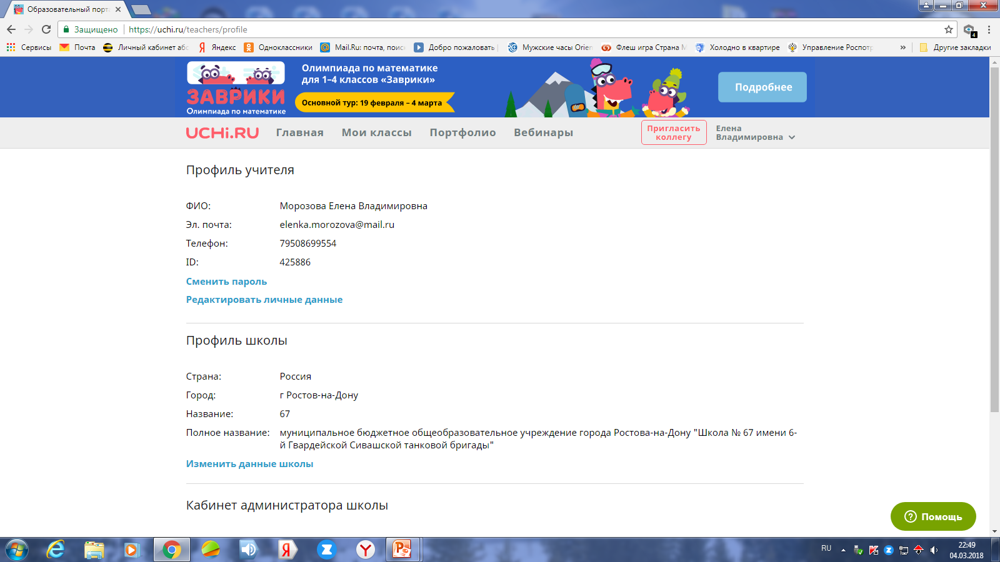 Образовательный порт
Защищено
https://uchi.ru/teachers/profile
4
Сервисы
Почта
Личный кабинет або
Яндекс
Одноклассники
Mail.Ru: почта, поис
Добро пожаловать |
Мужские часы Orien
Флеш игра Страна М
Холодно в квартире
Управление Роспотр
»
Другие закладки
ЗАВРИКИ
Олимпиада по математике
Олимпиада по математике
для 1–4 классов «Заврики»
Основной тур: 19 февраля – 4 марта
Подробнее
UCHi.RU
Главная
Мои классы
Портфолио
Вебинары
Пригласить
коллегу
Елена
Владимировна
Профиль учителя
ФИО: Морозова Елена Владимировна
Эл. почта: elenka.morozova@mail.ru
Телефон: 79508699554
ID: 425886
Сменить пароль
Редактировать личные данные
Профиль школы
Страна: Россия
Город: г Ростов-на-Дону
Название: 67
Полное название: муниципальное бюджетное общеобразовательное учреждение города Ростова-на-Дону "Школа № 67 имени 6-
й Гвардейской Сивашской танковой бригады"
Изменить данные школы
Кабинет администратора школы
Помощь
RU
22:49
04.03.2018